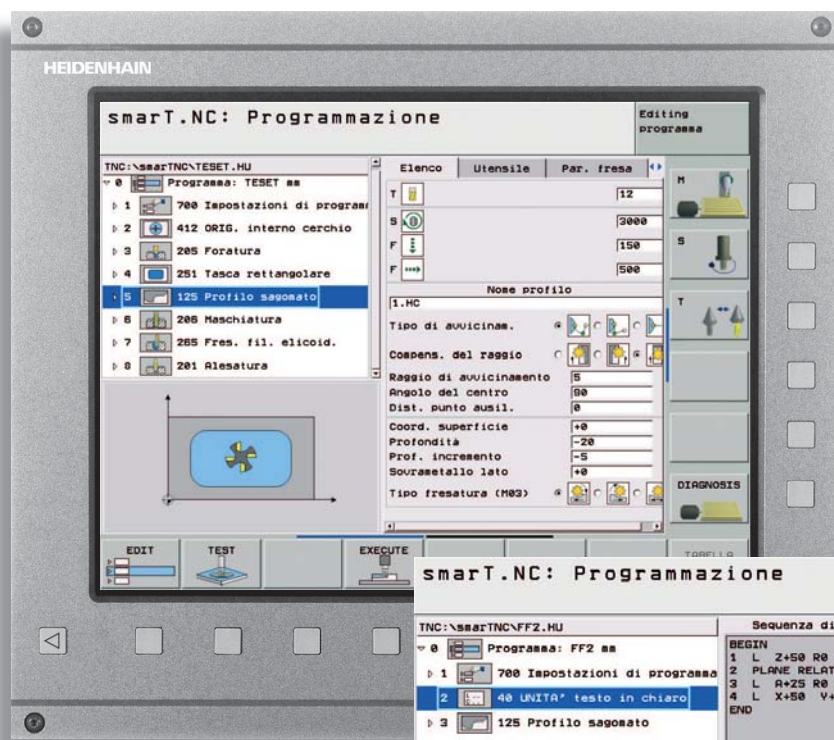 HEIDENHAIN
smarT.NC: Programmazione
Editing
programma
TNC:\smarTNC\TESET.HU
0 Programma: TESET mm
1 700 Impostazioni di program
2 412 ORIG. interno cerchio
3 205 Foratura
4 251 Tasca rettangolare
5 125 Profilo sagomato
6 206 Maschiatura
7 265 Fres. fil. elicoid.
8 201 Alesatura
Elenco Utensile Par. fresa
T 12
S 3000
F 150
F 500
Nome profilo
1.HC
Tipo di avvicinam.
Compens. del raggio
Raggio di avvicinamento 5
Angolo del centro 90
Dist. punto ausil. 0
Coord. superficie +0
Profondità -20
Prof. incremento -5
Sovrametallo lato +0
Tipo fresatura (M03)
M
S
T
DIAGNOSIS
TABELLA
EDIT
TEST
EXECUTE
smarT.NC: Programmazione
TNC:\smarTNC\FF2.HU
0 Programma: FF2 mm
1 700 Impostazioni di programma
2 40 UNITA' testo in chiaro
3 125 Profilo sagomato
Sequenza di
BEGIN
1 L Z+50 R0
2 PLANE RELAT
3 L A+25 R0
4 L X+50 Y+
END